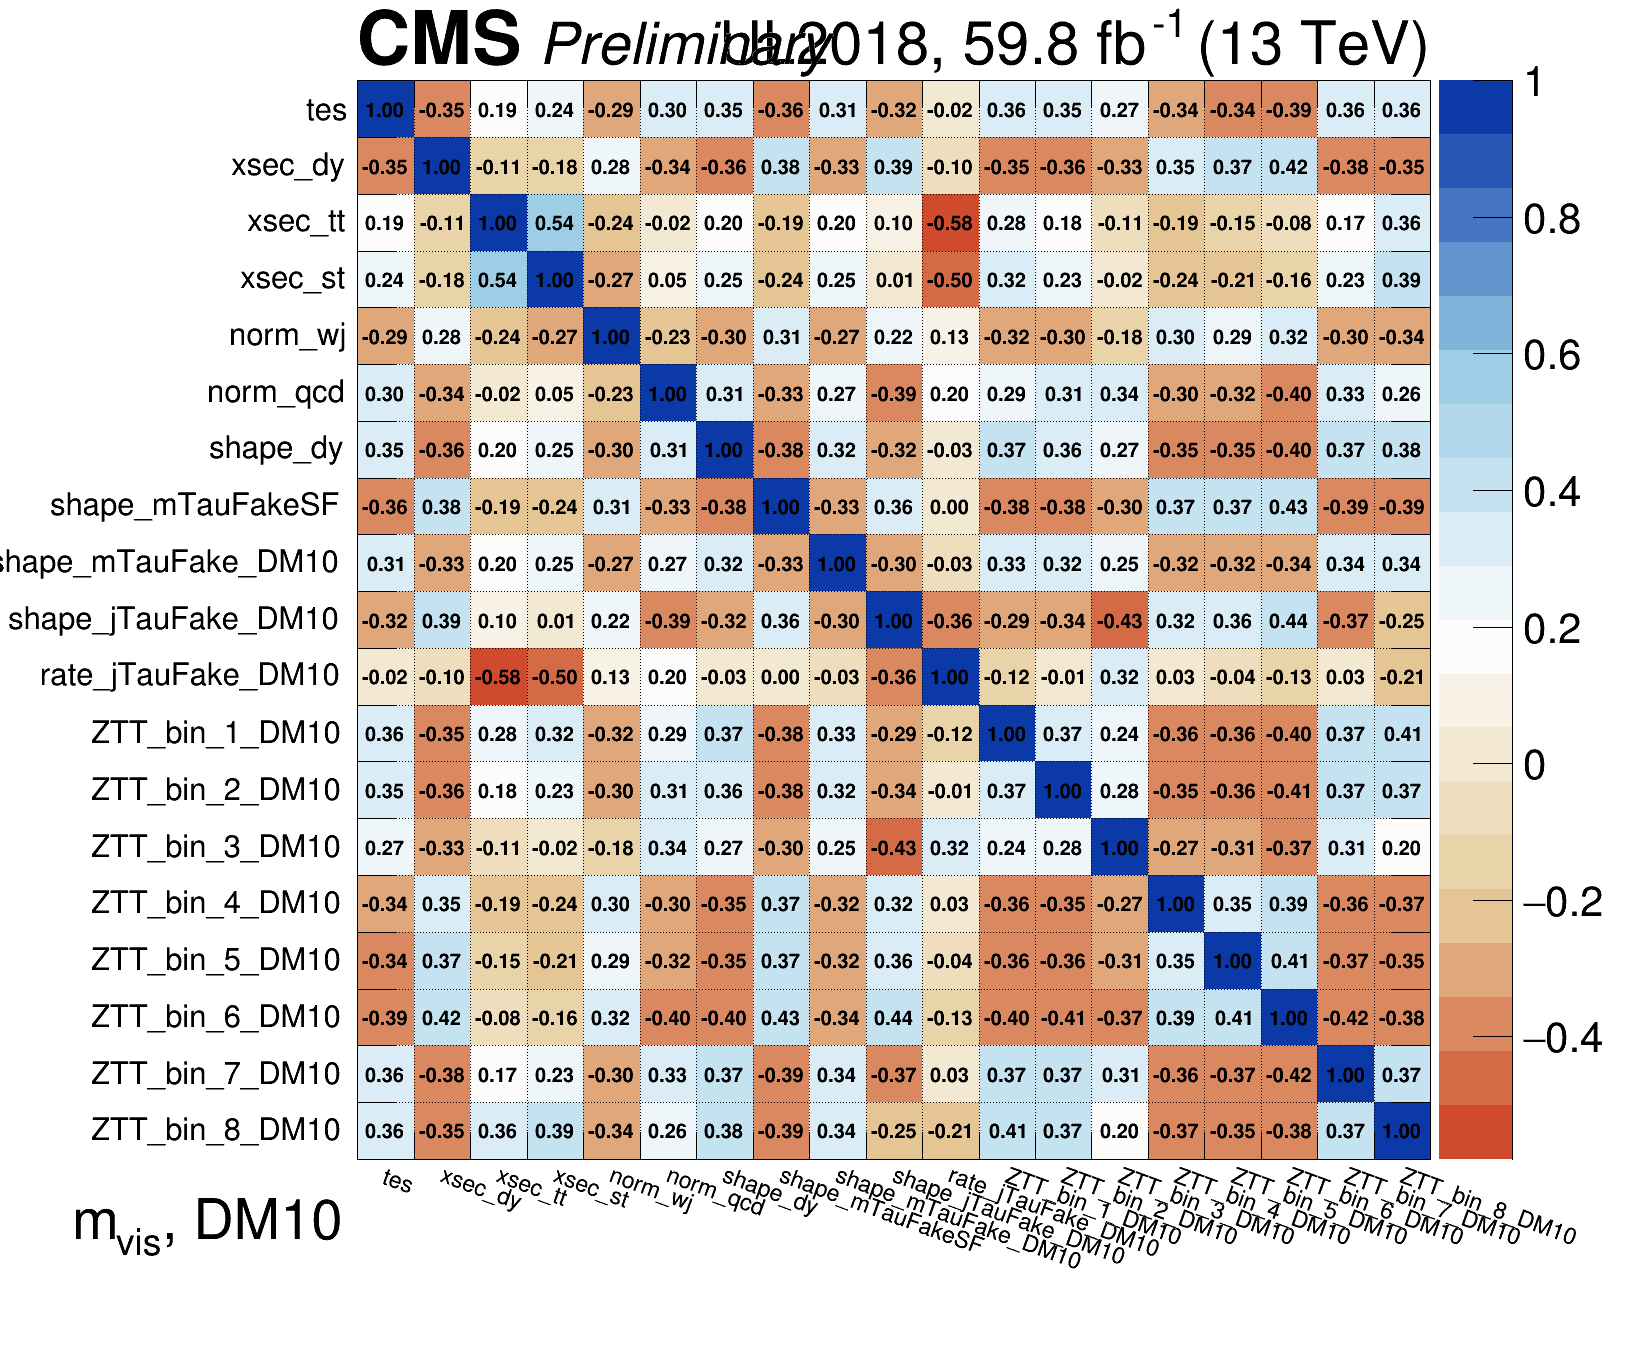 CMS Preliminary UL2018, 59.8 fb-1 (13 TeV)
tes 1.00 -0.35 0.19 0.24 -0.29 0.30 0.35 -0.36 0.31 -0.32 -0.02 0.36 0.35 0.27 -0.34 -0.34 -0.39 0.36 0.36
xsec_dy -0.35 1.00 -0.11 -0.18 0.28 -0.34 -0.36 0.38 -0.33 0.39 -0.10 -0.35 -0.36 -0.33 0.35 0.37 0.42 -0.38 -0.35
xsec_tt 0.19 -0.11 1.00 0.54 -0.24 -0.02 0.20 -0.19 0.20 0.10 -0.58 0.28 0.18 -0.11 -0.19 -0.15 -0.08 0.17 0.36
xsec_st 0.24 -0.18 0.54 1.00 -0.27 0.05 0.25 -0.24 0.25 0.01 -0.50 0.32 0.23 -0.02 -0.24 -0.21 -0.16 0.23 0.39
norm_wj -0.29 0.28 -0.24 -0.27 1.00 -0.23 -0.30 0.31 -0.27 0.22 0.13 -0.32 -0.30 -0.18 0.30 0.29 0.32 -0.30 -0.34
norm_qcd 0.30 -0.34 -0.02 0.05 -0.23 1.00 0.31 -0.33 0.27 -0.39 0.20 0.29 0.31 0.34 -0.30 -0.32 -0.40 0.33 0.26
shape_dy 0.35 -0.36 0.20 0.25 -0.30 0.31 1.00 -0.38 0.32 -0.32 -0.03 0.37 0.36 0.27 -0.35 -0.35 -0.40 0.37 0.38
shape_mTauFakeSF -0.36 0.38 -0.19 -0.24 0.31 -0.33 -0.38 1.00 -0.33 0.36 0.00 -0.38 -0.38 -0.30 0.37 0.37 0.43 -0.39 -0.39
shape_mTauFake_DM10 0.31 -0.33 0.20 0.25 -0.27 0.27 0.32 -0.33 1.00 -0.30 -0.03 0.33 0.32 0.25 -0.32 -0.32 -0.34 0.34 0.34
shape_jTauFake_DM10 -0.32 0.39 0.10 0.01 0.22 -0.39 -0.32 0.36 -0.30 1.00 -0.36 -0.29 -0.34 -0.43 0.32 0.36 0.44 -0.37 -0.25
rate_jTauFake_DM10 -0.02 -0.10 -0.58 -0.50 0.13 0.20 -0.03 0.00 -0.03 -0.36 1.00 -0.12 -0.01 0.32 0.03 -0.04 -0.13 0.03 -0.21
ZTT_bin_1_DM10 0.36 -0.35 0.28 0.32 -0.32 0.29 0.37 -0.38 0.33 -0.29 -0.12 1.00 0.37 0.24 -0.36 -0.36 -0.40 0.37 0.41
ZTT_bin_2_DM10 0.35 -0.36 0.18 0.23 -0.30 0.31 0.36 -0.38 0.32 -0.34 -0.01 0.37 1.00 0.28 -0.35 -0.36 -0.41 0.37 0.37
ZTT_bin_3_DM10 0.27 -0.33 -0.11 -0.02 -0.18 0.34 0.27 -0.30 0.25 -0.43 0.32 0.24 0.28 1.00 -0.27 -0.31 -0.37 0.31 0.20
ZTT_bin_4_DM10 -0.34 0.35 -0.19 -0.24 0.30 -0.30 -0.35 0.37 -0.32 0.32 0.03 -0.36 -0.35 -0.27 1.00 0.35 0.39 -0.36 -0.37
ZTT_bin_5_DM10 -0.34 0.37 -0.15 -0.21 0.29 -0.32 -0.35 0.37 -0.32 0.36 -0.04 -0.36 -0.36 -0.31 0.35 1.00 0.41 -0.37 -0.35
ZTT_bin_6_DM10 -0.39 0.42 -0.08 -0.16 0.32 -0.40 -0.40 0.43 -0.34 0.44 -0.13 -0.40 -0.41 -0.37 0.39 0.41 1.00 -0.42 -0.38
ZTT_bin_7_DM10 0.36 -0.38 0.17 0.23 -0.30 0.33 0.37 -0.39 0.34 -0.37 0.03 0.37 0.37 0.31 -0.36 -0.37 -0.42 1.00 0.37
ZTT_bin_8_DM10 0.36 -0.35 0.36 0.39 -0.34 0.26 0.38 -0.39 0.34 -0.25 -0.21 0.41 0.37 0.20 -0.37 -0.35 -0.38 0.37 1.00
tes xsec_dy xsec_tt xsec_st norm_wj norm_qcd shape_dy shape_mTauFakeSF shape_mTauFake_DM10 shape_jTauFake_DM10 rate_jTauFake_DM10 ZTT_bin_1_DM10 ZTT_bin_2_DM10 ZTT_bin_3_DM10 ZTT_bin_4_DM10 ZTT_bin_5_DM10 ZTT_bin_6_DM10 ZTT_bin_7_DM10 ZTT_bin_8_DM10
mvis, DM10
1
0.8
0.6
0.4
0.2
0
−0.2
−0.4